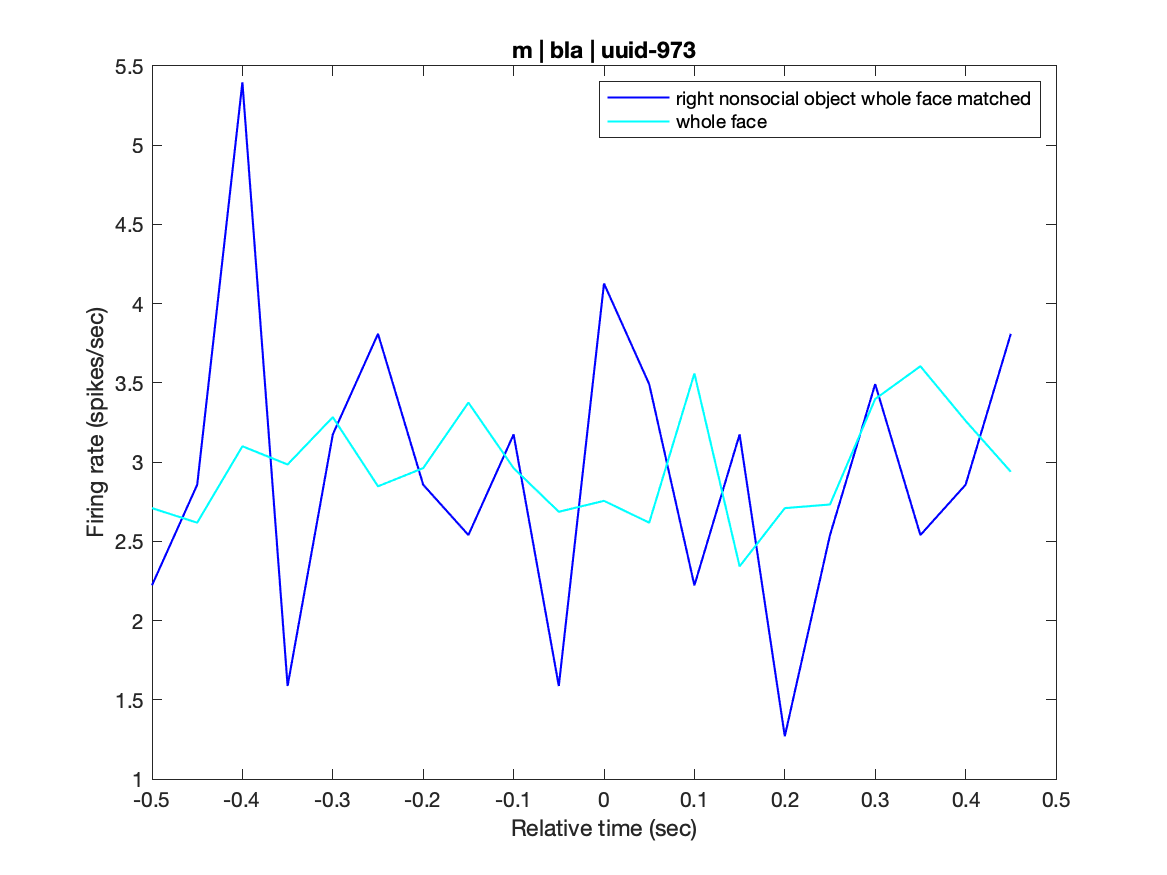 m | bla | uuid-973
right nonsocial object whole face matched
whole face
Firing rate (spikes/sec)
5.5
5
4.5
4
3.5
3
2.5
2
1.5
1
-0.5 -0.4 -0.3 -0.2 -0.1 0 0.1 0.2 0.3 0.4 0.5
Relative time (sec)